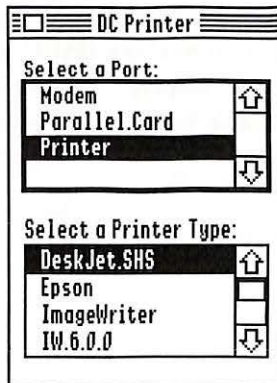 DC Printer
Select a Port:
Modem
Parallel.Card
Printer
Select a Printer Type:
DeskJet.SHS
Epson
ImageWriter
IW.6.0.0